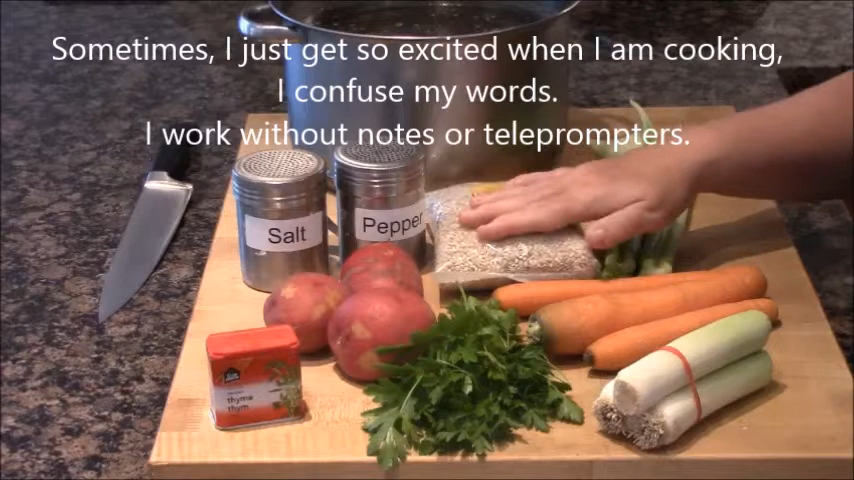 Sometimes, I just get so excited when I am cooking,
I confuse my words.
I work without notes or teleprompters.
Salt
Pepper
thyme
thym